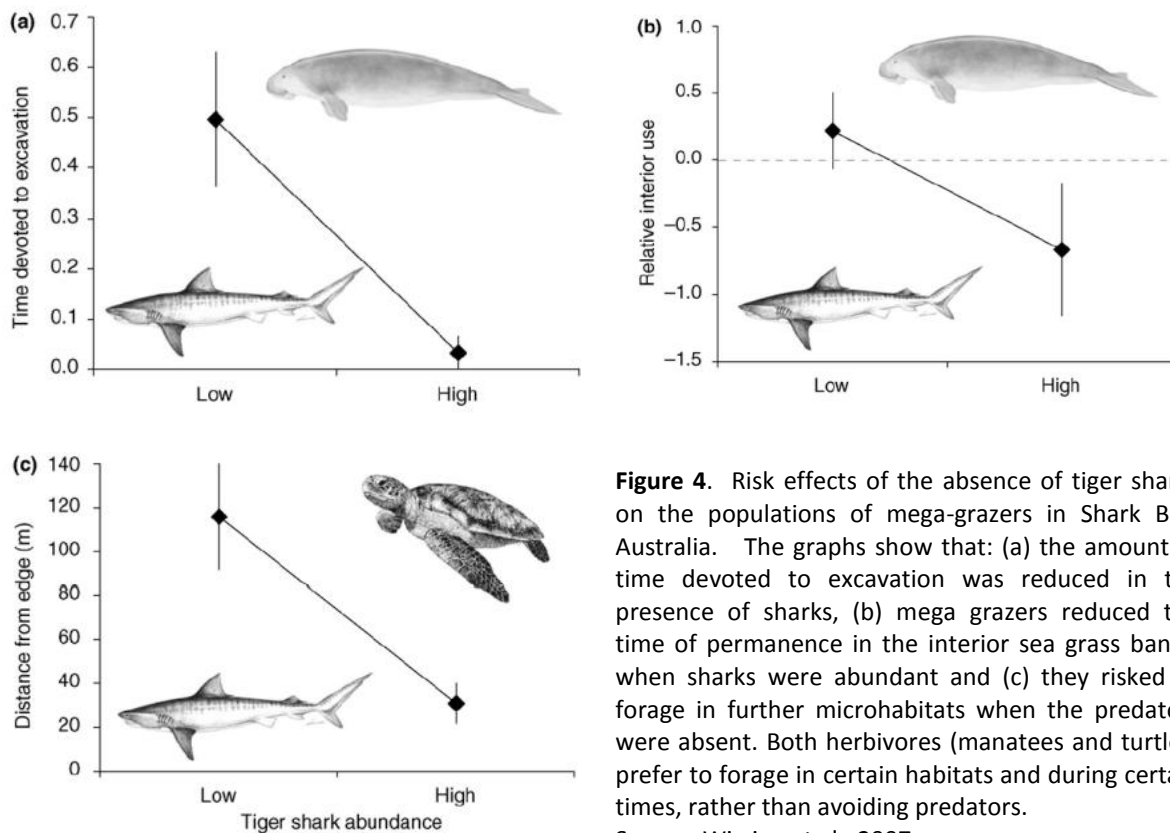 (a)
0.7
0.6
0.5
0.4
0.3
0.2
0.1
0.0
Time devoted to excavation
Low High
(b)
1.0
0.5
0.0
−0.5
−1.0
−1.5
Relative interior use
Low High
(c)
140
120
100
80
60
40
20
0
Distance from edge (m)
Low High
Tiger shark abundance
Figure 4. Risk effects of the absence of tiger shar
on the populations of mega-grazers in Shark B
Australia. The graphs show that: (a) the amount
time devoted to excavation was reduced in t
presence of sharks, (b) mega grazers reduced t
time of permanence in the interior sea grass ban
when sharks were abundant and (c) they risked
forage in further microhabitats when the predato
were absent. Both herbivores (manatees and turtle
prefer to forage in certain habitats and during certa
times, rather than avoiding predators.